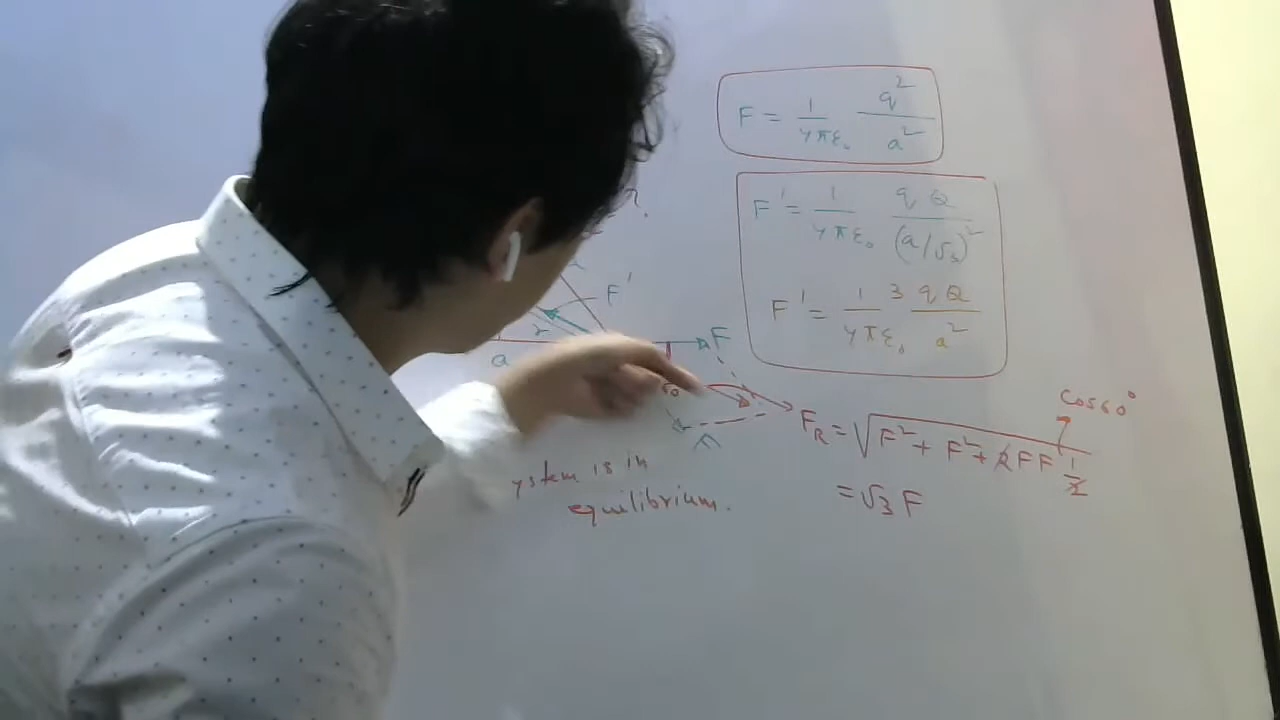 F = 1/4πε₀ q²/a²
?.
F' = 1/4πε₀ qQ/(a/√3)²
F' = 1/4πε₀ 3qQ/a²
F'
F
r
a
60
F
cos60°
F_R = √F² + F² + 2FF 1/2
= √3 F
ystem is in
equilibrium.